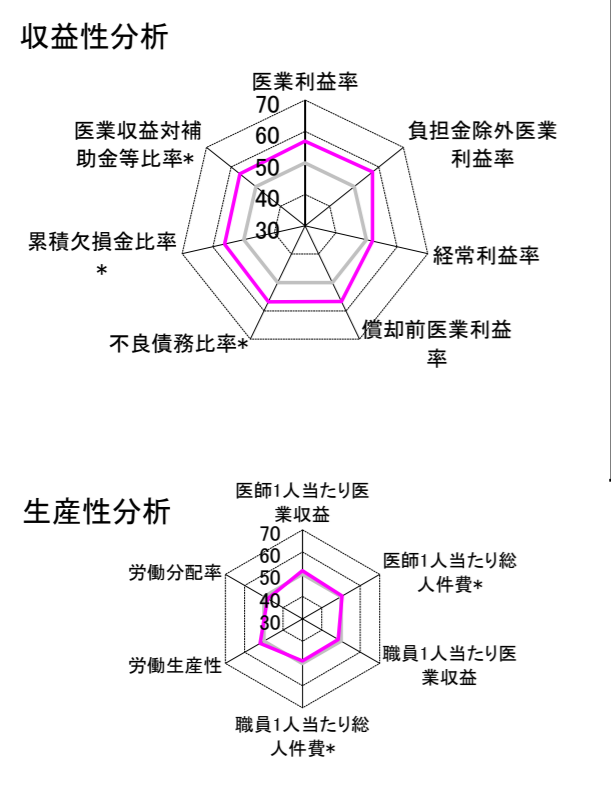 収益性分析
医業利益率
70
60
50
40
30
負担金除外医業
利益率
経常利益率
償却前医業利益
率
不良債務比率*
累積欠損金比率
*
医業収益対補
助金等比率*
生産性分析
医師1人当たり医
業収益
70
60
50
40
30
医師1人当たり総
人件費*
職員1人当たり医
業収益
職員1人当たり総
人件費*
労働生産性
労働分配率